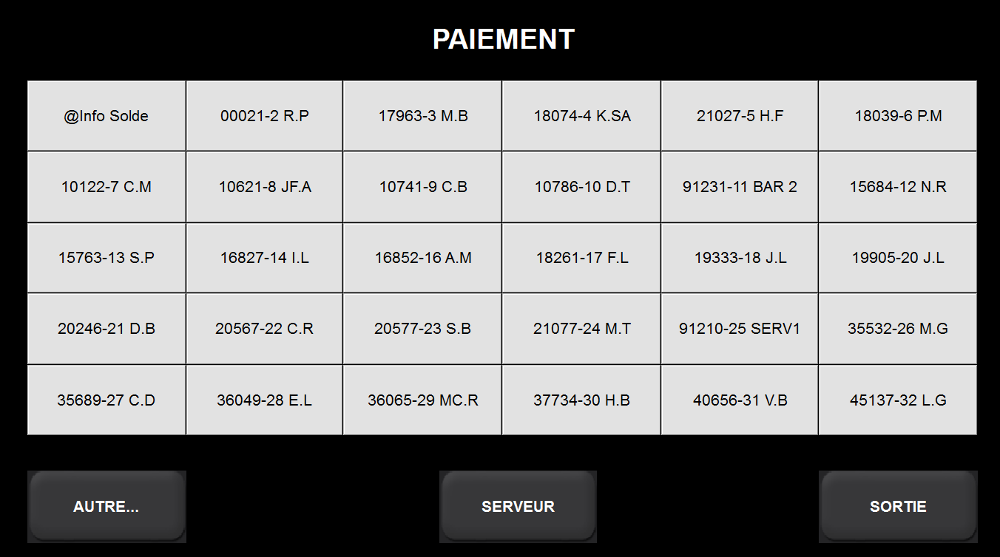 PAIEMENT
@Info Solde
00021-2 R.P
17963-3 M.B
18074-4 K.SA
21027-5 H.F
18039-6 P.M
10122-7 C.M
10621-8 JF.A
10741-9 C.B
10786-10 D.T
91231-11 BAR 2
15684-12 N.R
15763-13 S.P
16827-14 I.L
16852-16 A.M
18261-17 F.L
19333-18 J.L
19905-20 J.L
20246-21 D.B
20567-22 C.R
20577-23 S.B
21077-24 M.T
91210-25 SERV1
35532-26 M.G
35689-27 C.D
36049-28 E.L
36065-29 MC.R
37734-30 H.B
40656-31 V.B
45137-32 L.G
AUTRE...
SERVEUR
SORTIE